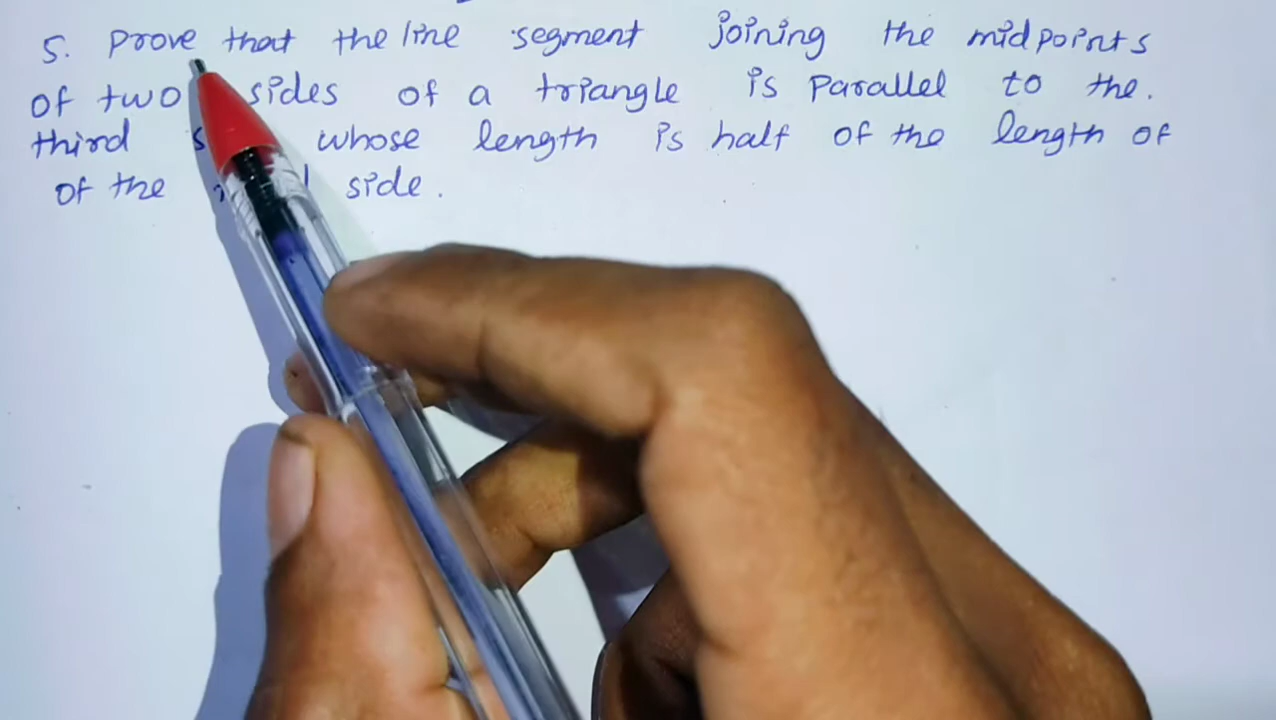 5. Prove that the line segment joining the midpoints
of two sides of a triangle is parallel to the.
third whose length is half of the length of
of the side.